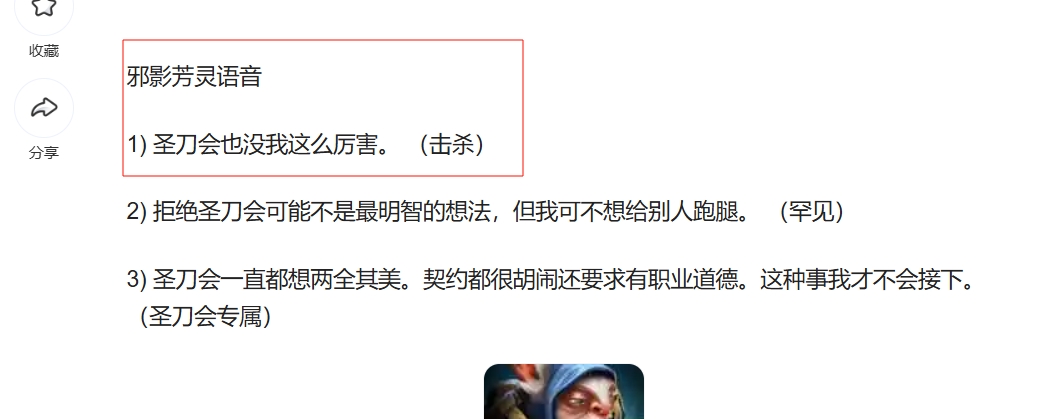 收藏
分享
邪影芳灵语音
1) 圣刀会也没我这么厉害。 （击杀）
2) 拒绝圣刀会可能不是最明智的想法，但我可不想给别人跑腿。 （罕见）
3) 圣刀会一直都想两全其美。契约都很胡闹还要求有职业道德。这种事我才不会接下。
（圣刀会专属）